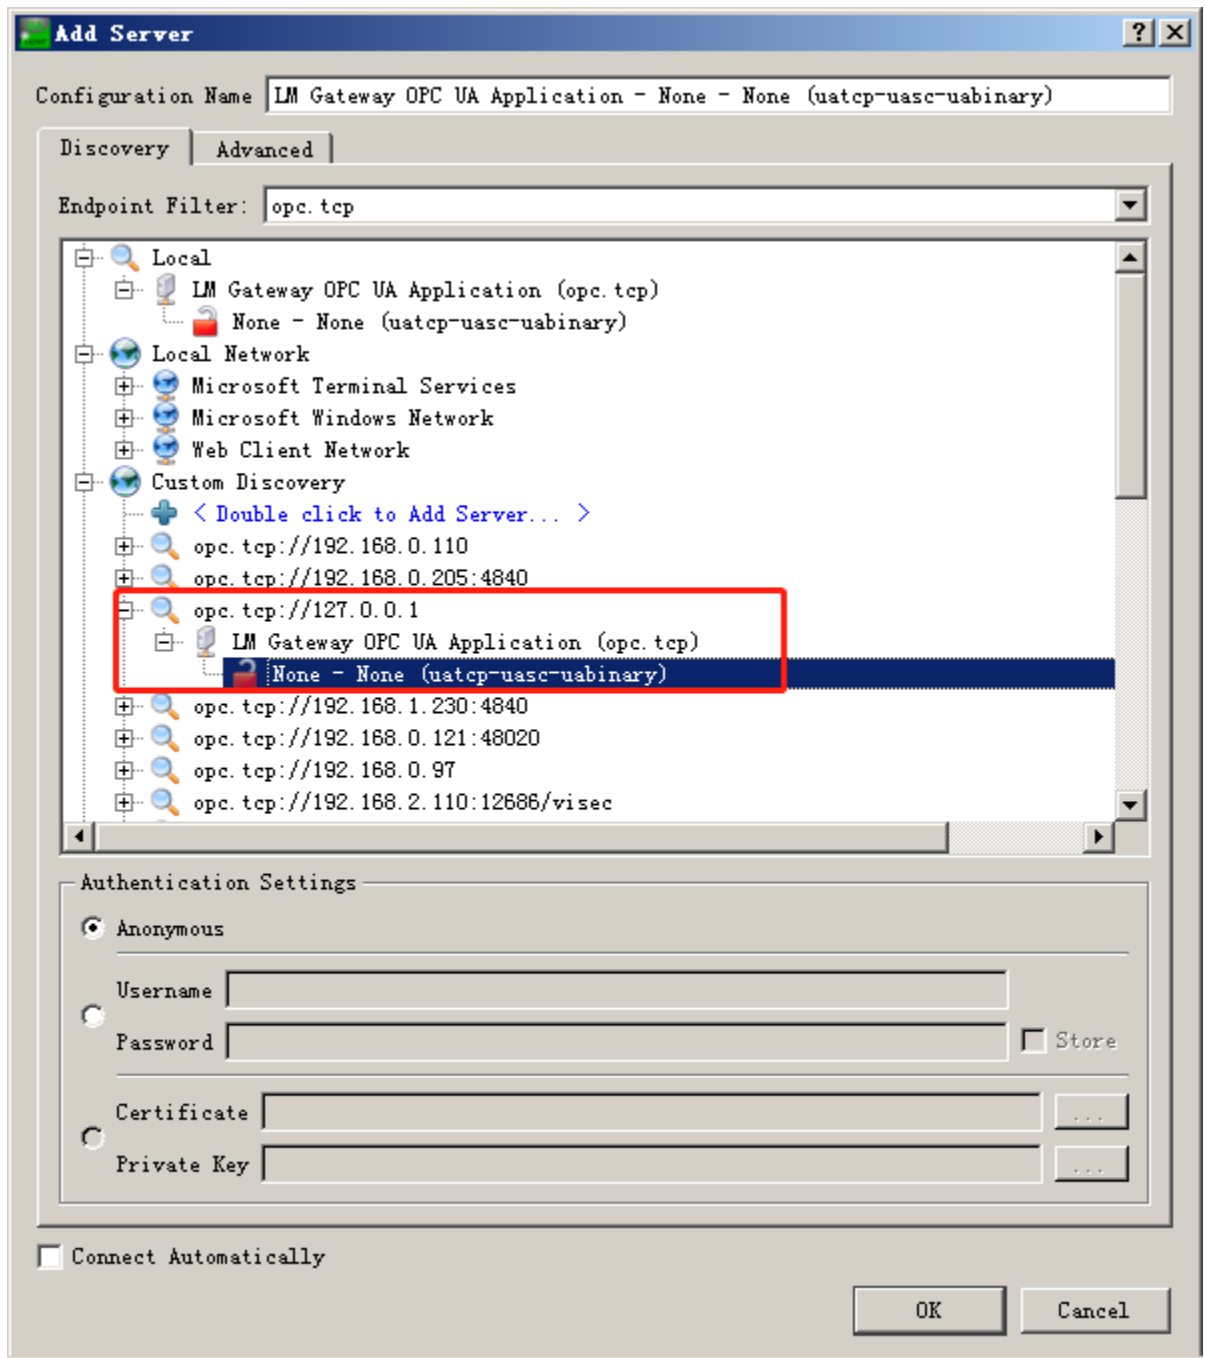 Add Server
Configuration Name LM Gateway OPC UA Application - None - None (uatcp-uasc-uabinary)
Discovery Advanced
Endpoint Filter: opc.tcp
Local
LM Gateway OPC UA Application (opc.tcp)
None - None (uatcp-uasc-uabinary)
Local Network
Microsoft Terminal Services
Microsoft Windows Network
Web Client Network
Custom Discovery
< Double click to Add Server... >
opc.tcp://192.168.0.110
opc.tcp://192.168.0.205:4840
opc.tcp://127.0.0.1
LM Gateway OPC UA Application (opc.tcp)
None - None (uatcp-uasc-uabinary)
opc.tcp://192.168.1.230:4840
opc.tcp://192.168.0.121:48020
opc.tcp://192.168.0.97
opc.tcp://192.168.2.110:12686/visec
Authentication Settings
Anonymous
Username
Password Store
Certificate ...
Private Key ...
Connect Automatically
OK Cancel